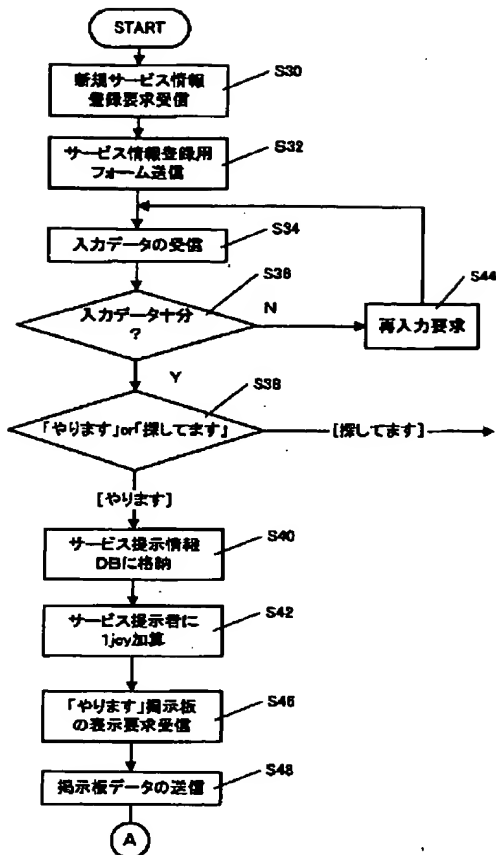 START
新規サービス情報
登録要求受信
S30
サービス情報登録用
フォーム送信
S32
入力データの受信
S34
入力データ十分
?
S36
N
再入力要求
S44
Y
「やります」or「探してます」
S38
[探してます]
[やります]
サービス提示情報
DBに格納
S40
サービス提示者に
1joy加算
S42
「やります」掲示板
の表示要求受信
S46
掲示板データの送信
S48
A